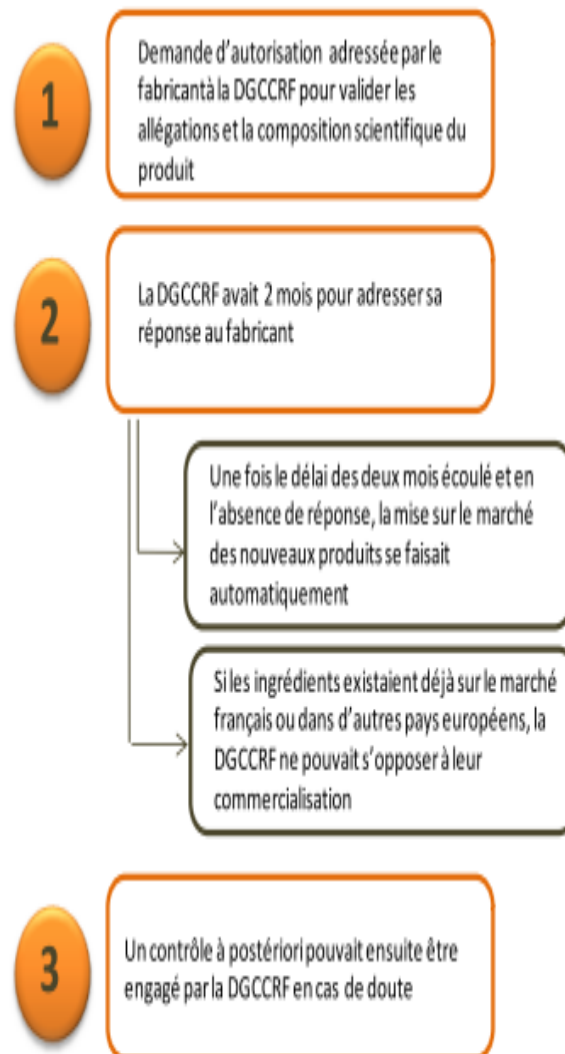 1
Demande d'autorisation adressée par le
fabricantà la DGCCRF pour valider les
allégations et la composition scientifique du
produit
2
La DGCCRF avait 2 mois pour adresser sa
réponse au fabricant
Une fois le délai des deux mois écoulé et en
l'absence de réponse, la mise sur le marché
des nouveaux produits se faisait
automatiquement
Si les ingrédients existaient déjà sur le marché
français ou dans d'autres pays européens, la
DGCCRF ne pouvait s'opposer à leur
commercialisation
3
Un contrôle à postériori pouvait ensuite être
engagé par la DGCCRF en cas de doute